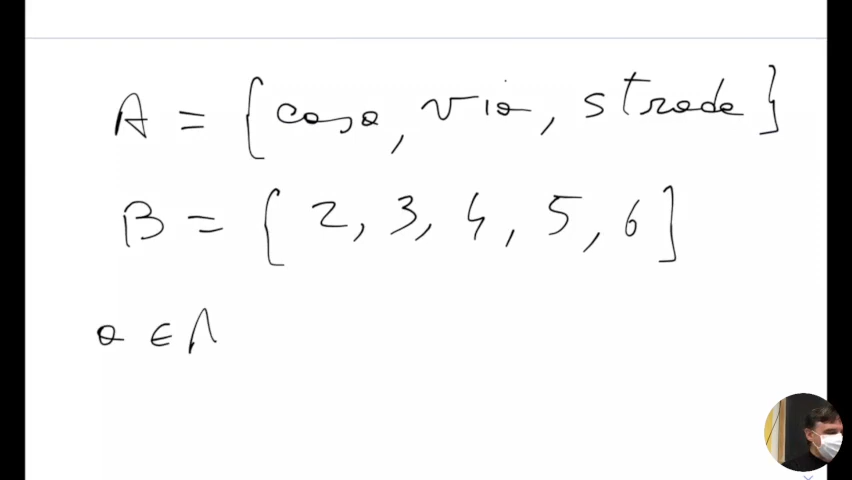 A = {casa, via, strada}
B = {2, 3, 4, 5, 6}
a ∈ A